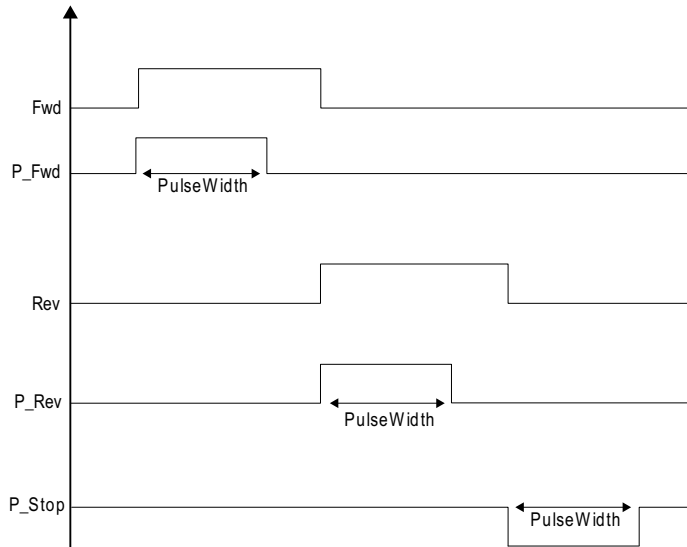 Fwd
P_Fwd
PulseWidth
Rev
P_Rev
PulseWidth
P_Stop
PulseWidth